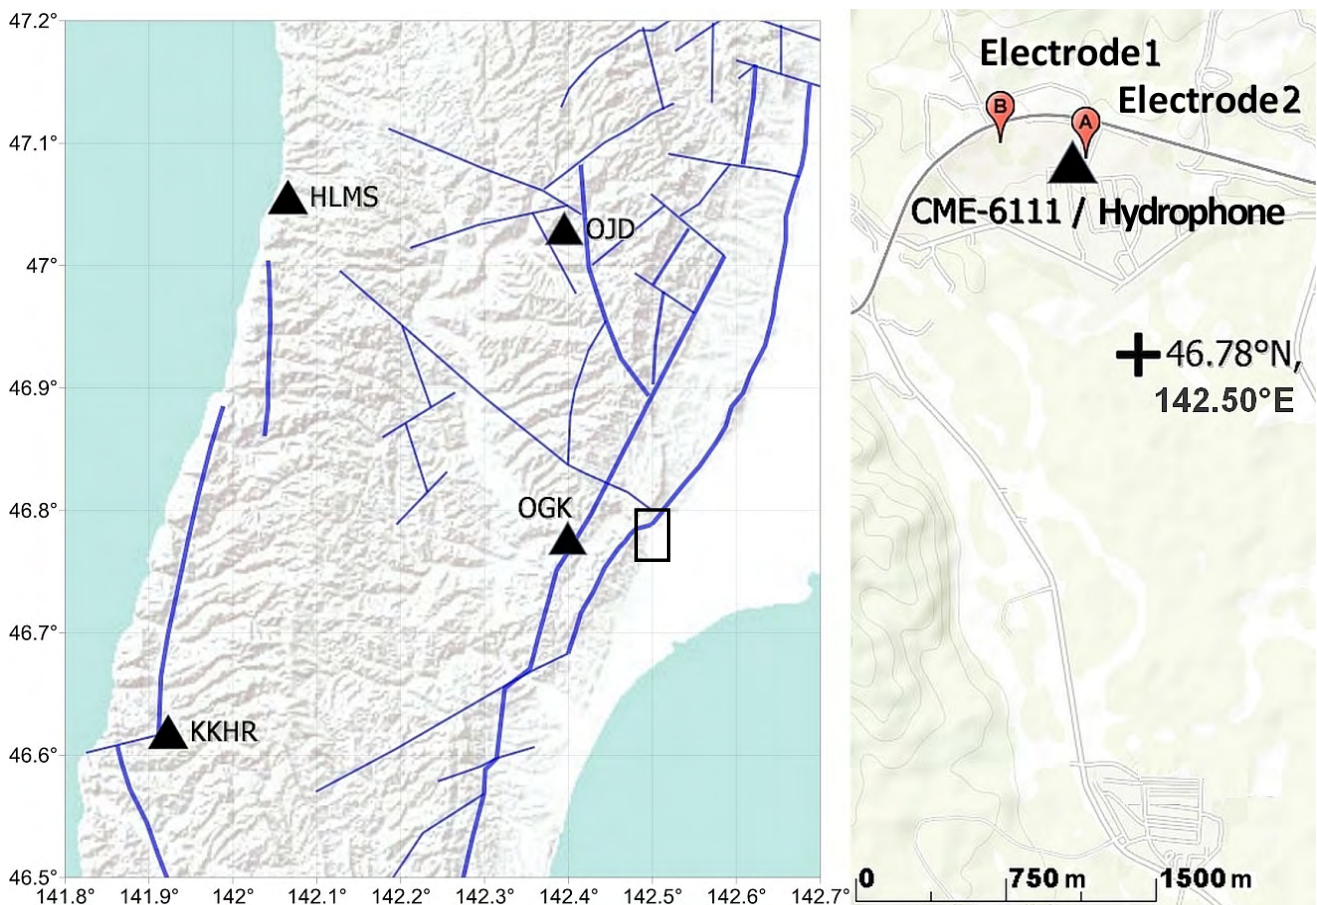 47.2°
47.1°
47°
46.9°
46.8°
46.7°
46.6°
46.5°
141.8 °
141.9 °
142 °
142.1 °
142.2 °
142.3 °
142.4 °
142.5 °
142.6 °
142.7°
HLMS
OJD
OGK
KKHR
Electrode1
B
Electrode2
A
CME-6111 / Hydrophone
46.78°N,
142.50°E
0
750 m
1500 m